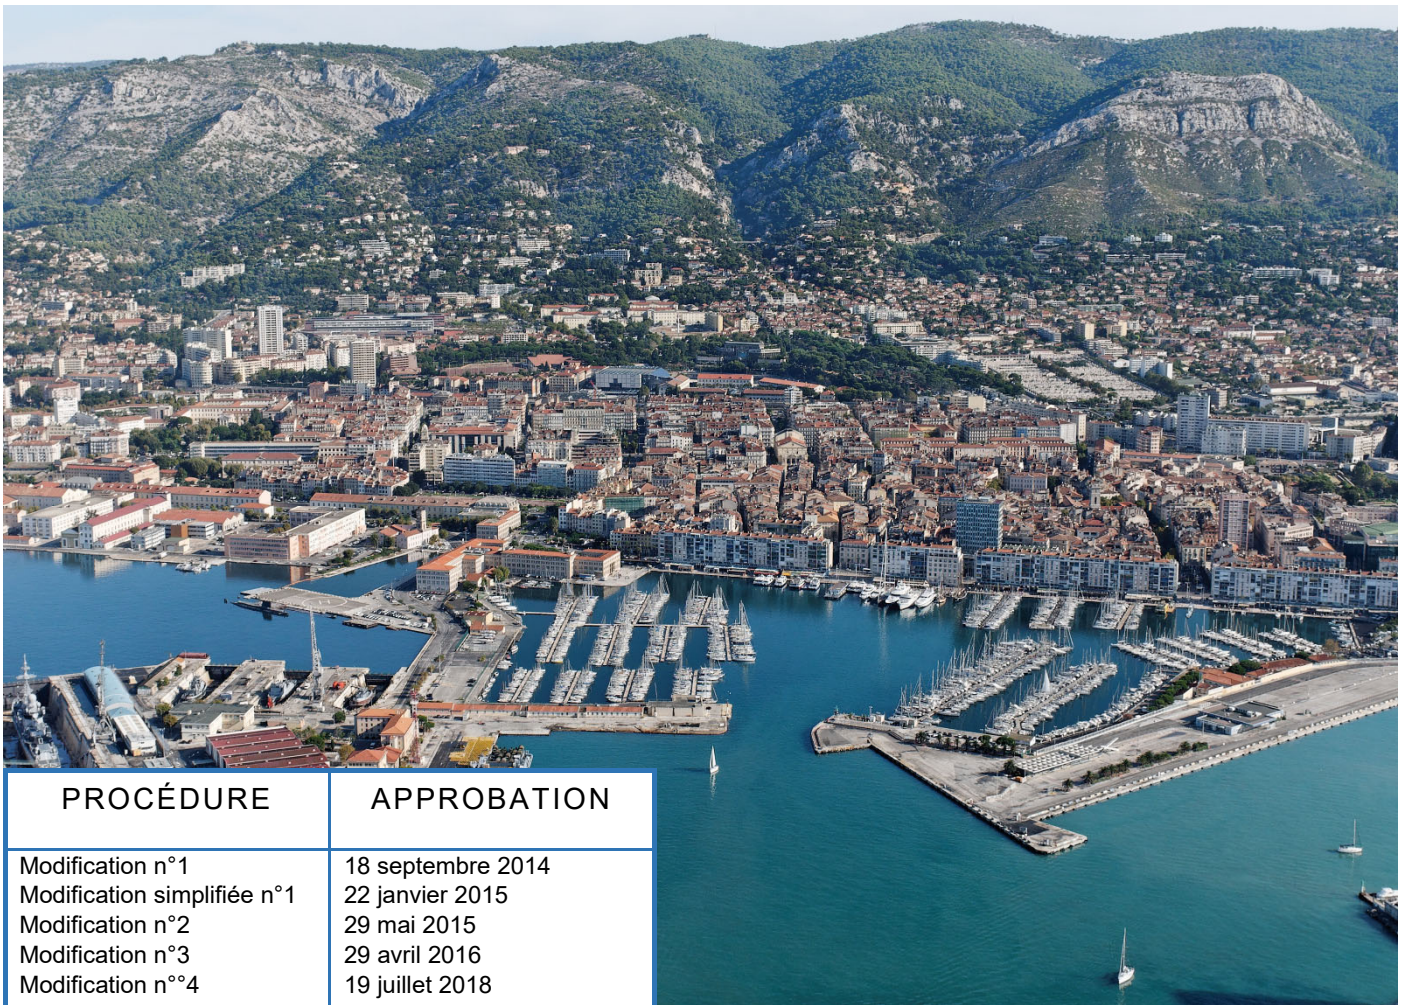 PROCÉDURE APPROBATION
Modification n°1 18 septembre 2014
Modification simplifiée n°1 22 janvier 2015
Modification n°2 29 mai 2015
Modification n°3 29 avril 2016
Modification n°°4 19 juillet 2018